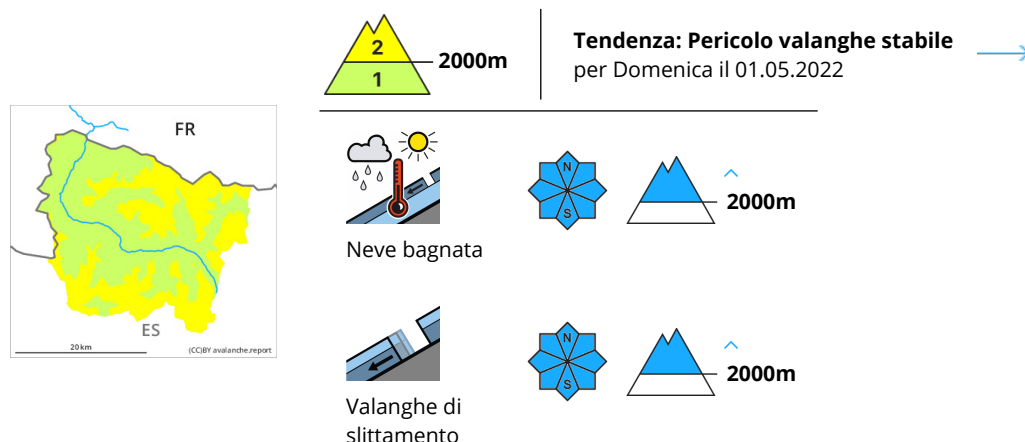 2
1
2000m
Tendenza: Pericolo valanghe stabile
per Domenica il 01.05.2022
FR
ES
20 km
(CC)BY avalanche.report
N
S
2000m
Neve bagnata
N
S
2000m
Valanghe di
slittamento